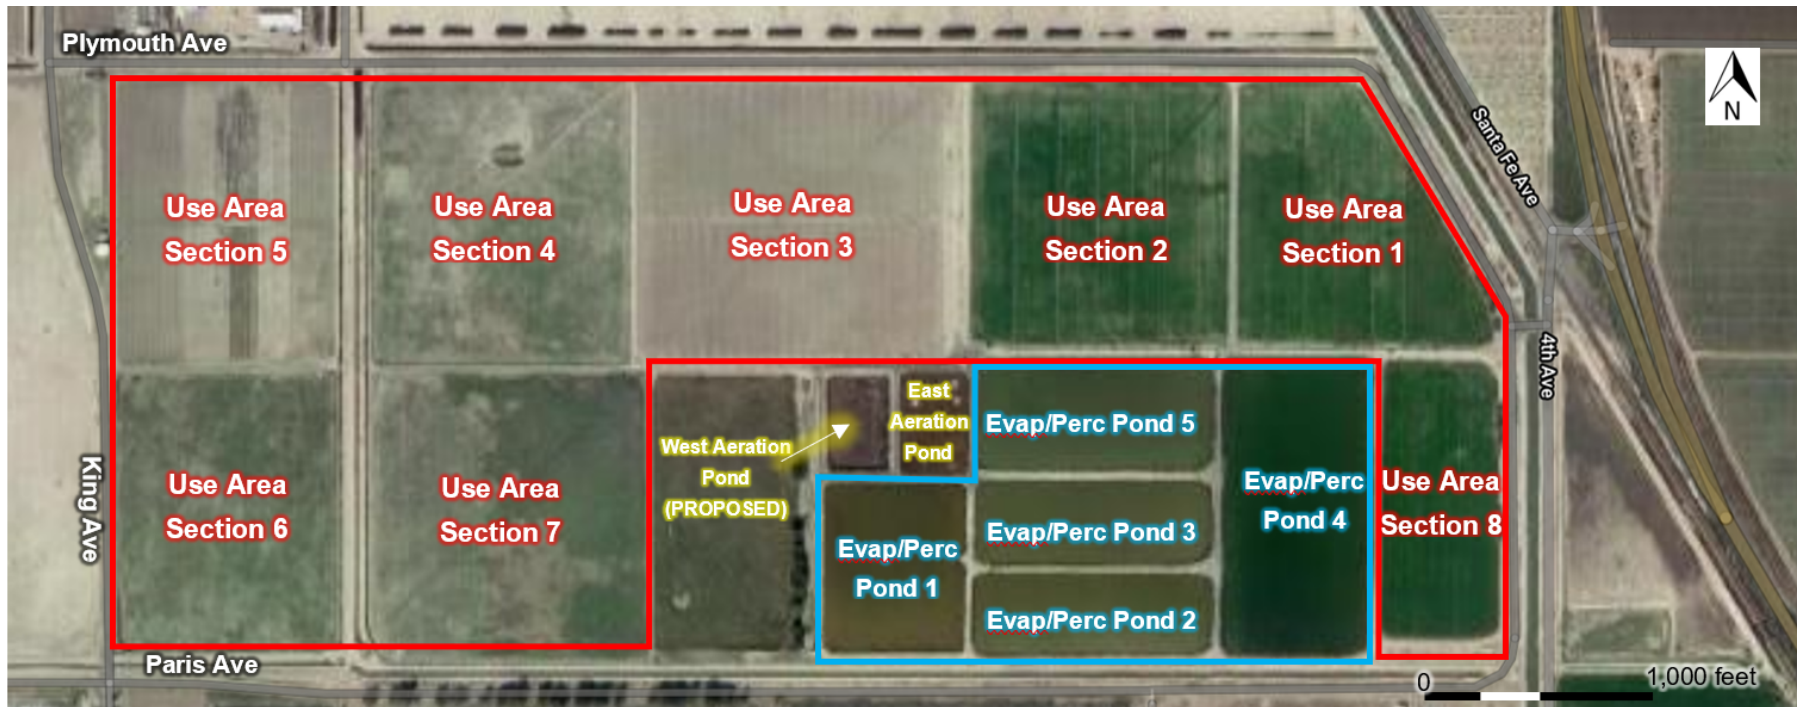 Plymouth Ave
N
Santa Fe Ave
Use Area
Section 5
Use Area
Section 4
Use Area
Section 3
Use Area
Section 2
Use Area
Section 1
4th Ave
West Aeration
Pond
(PROPOSED)
East
Aeration
Pond
Evap/Perc Pond 5
Evap/Perc
Pond 4
Use Area
Section 8
King Ave
Use Area
Section 6
Use Area
Section 7
Evap/Perc
Pond 1
Evap/Perc Pond 3
Evap/Perc Pond 2
Paris Ave
0
1,000 feet